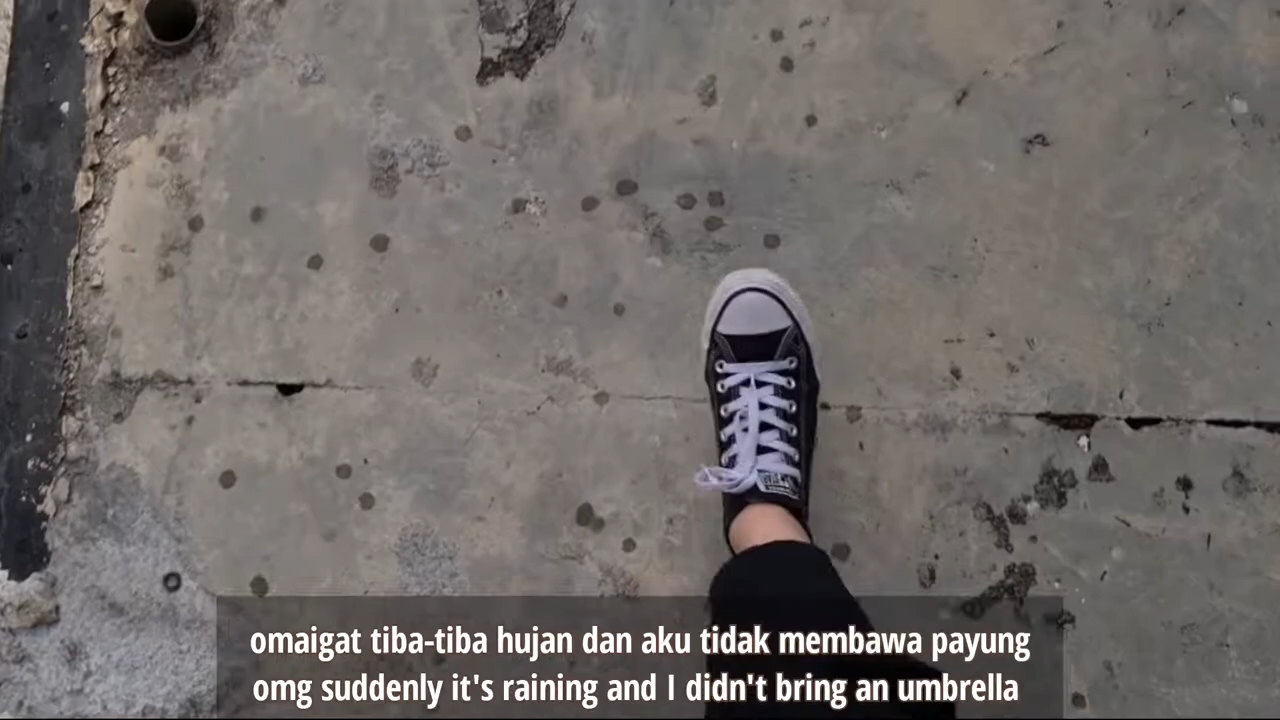 omaigat tiba-tiba hujan dan aku tidak membawa payung
omg suddenly it's raining and I didn't bring an umbrella